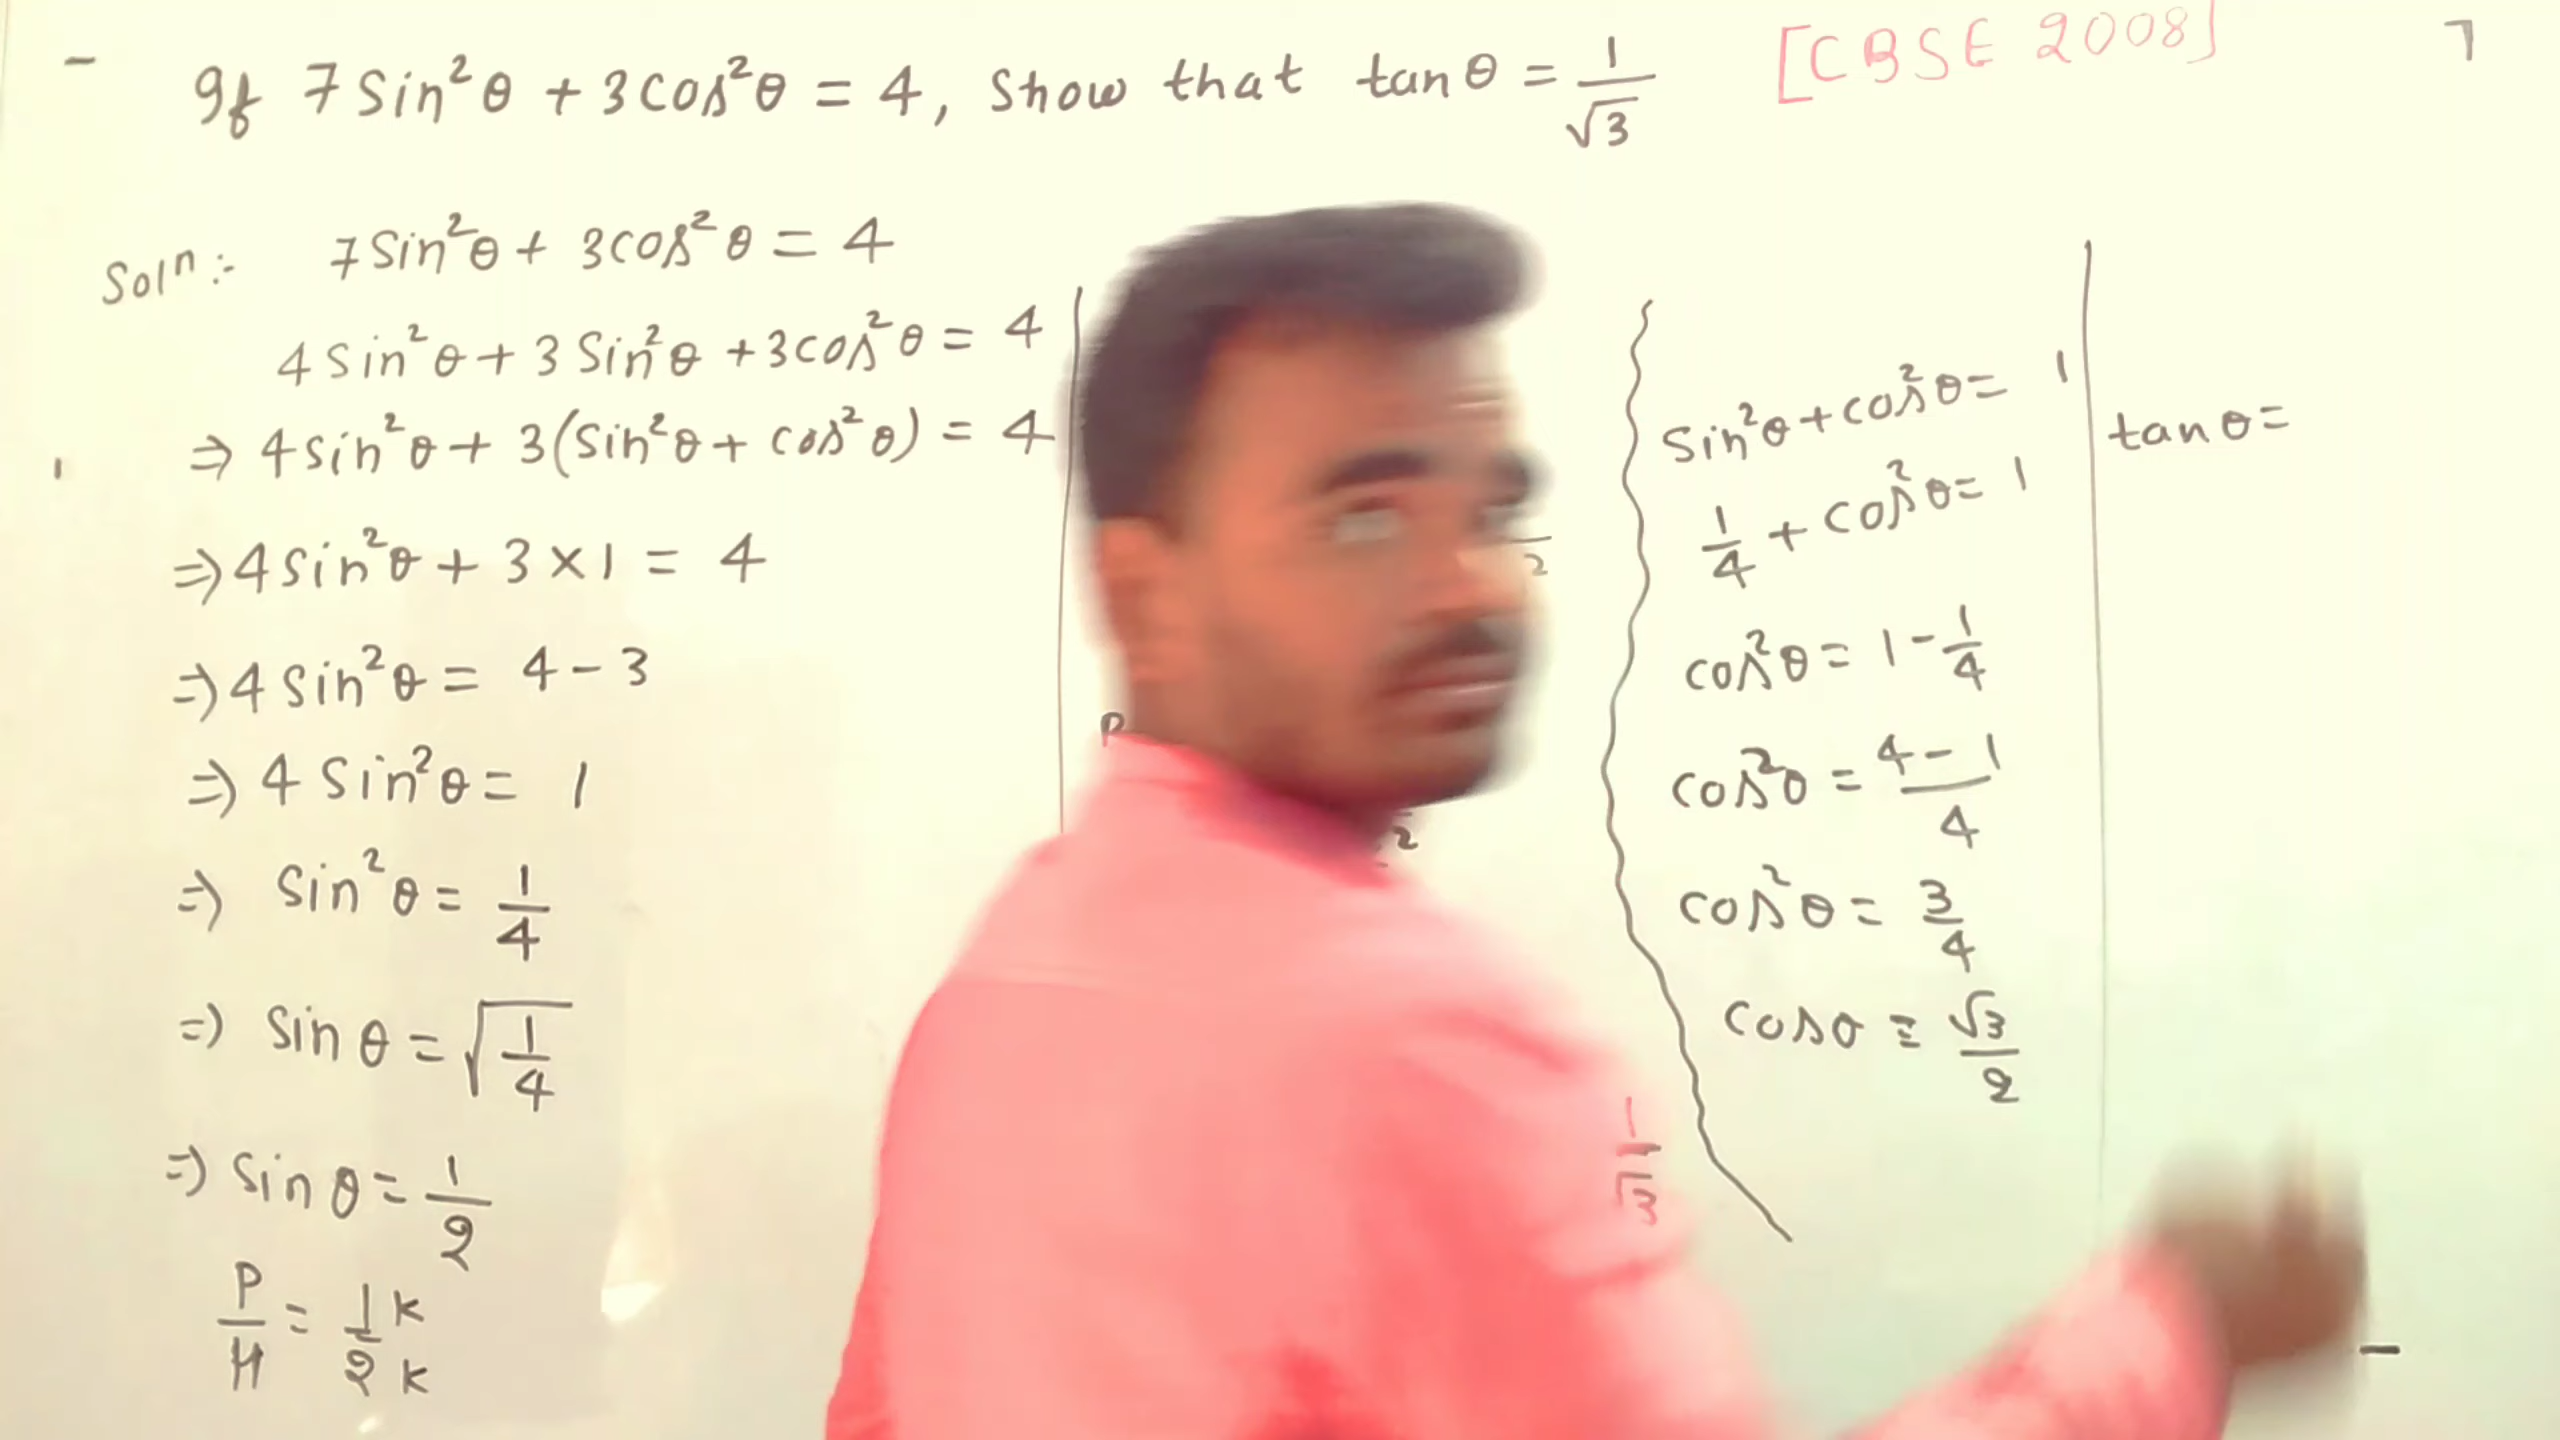 If 7 Sin²θ + 3 cos²θ = 4, Show that tan θ = 1/√3 [CBSE 2008]
Solⁿ :- 7 Sin²θ + 3 cos²θ = 4
4 Sin²θ + 3 Sin²θ + 3 cos²θ = 4
⇒ 4 sin²θ + 3 (sin²θ + cos²θ) = 4
⇒ 4 sin²θ + 3 × 1 = 4
⇒ 4 sin²θ = 4 - 3
⇒ 4 Sin²θ = 1
⇒ Sin²θ = 1/4
⇒ Sin θ = √(1/4)
⇒ Sin θ = 1/2
P/H = 1/2 k/k
P
2
2
1/√3
Sin²θ + cos²θ = 1
1/4 + cos²θ = 1
cos²θ = 1 - 1/4
cos²θ = (4 - 1)/4
cos²θ = 3/4
cos θ = √3/2
tan θ =